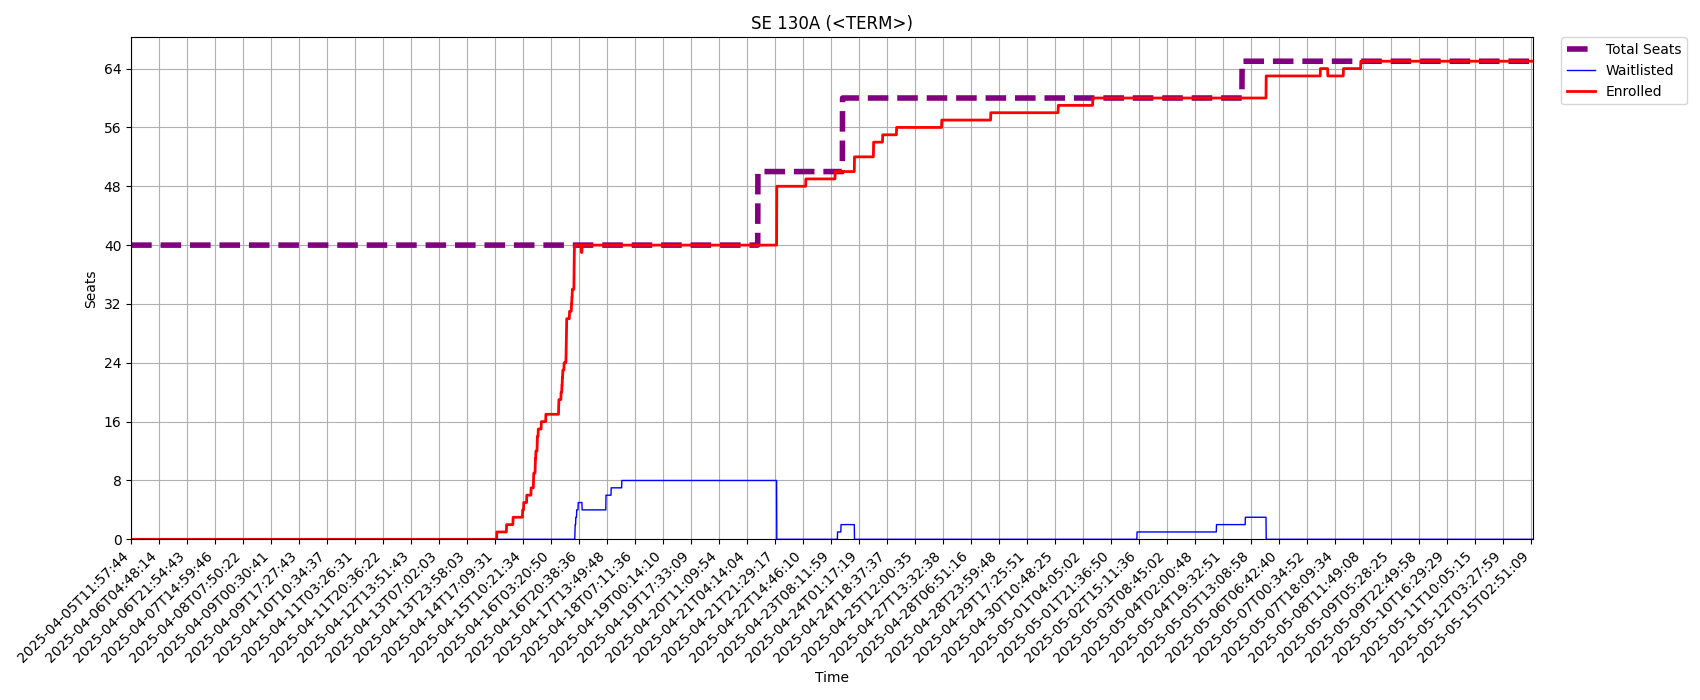 SE 130A (<TERM>)
Total Seats
Waitlisted
Enrolled
64
56
48
40
32
24
16
8
0
Seats
2025-04-05T11:57:44
2025-04-06T04:48:14
2025-04-06T21:54:43
2025-04-07T14:59:46
2025-04-08T07:50:22
2025-04-09T00:30:41
2025-04-09T17:27:43
2025-04-10T10:34:37
2025-04-11T03:26:31
2025-04-11T20:36:22
2025-04-12T13:51:43
2025-04-13T07:02:03
2025-04-13T23:58:03
2025-04-14T17:09:31
2025-04-15T10:21:34
2025-04-16T03:20:50
2025-04-16T20:38:36
2025-04-17T13:49:48
2025-04-18T07:11:36
2025-04-19T00:14:10
2025-04-19T17:33:09
2025-04-20T11:09:54
2025-04-21T04:14:04
2025-04-21T21:29:17
2025-04-22T14:46:10
2025-04-23T08:11:59
2025-04-24T01:17:19
2025-04-24T18:37:37
2025-04-25T12:00:35
2025-04-27T13:32:38
2025-04-28T06:51:16
2025-04-28T23:59:48
2025-04-29T17:25:51
2025-04-30T10:48:25
2025-05-01T04:05:02
2025-05-01T21:36:50
2025-05-02T15:11:36
2025-05-03T08:45:02
2025-05-04T02:00:48
2025-05-04T19:32:51
2025-05-05T13:08:58
2025-05-06T06:42:40
2025-05-07T00:34:52
2025-05-07T18:09:34
2025-05-08T11:49:08
2025-05-09T05:28:25
2025-05-09T22:49:58
2025-05-10T16:29:29
2025-05-11T10:05:15
2025-05-12T03:27:59
2025-05-15T02:51:09
Time